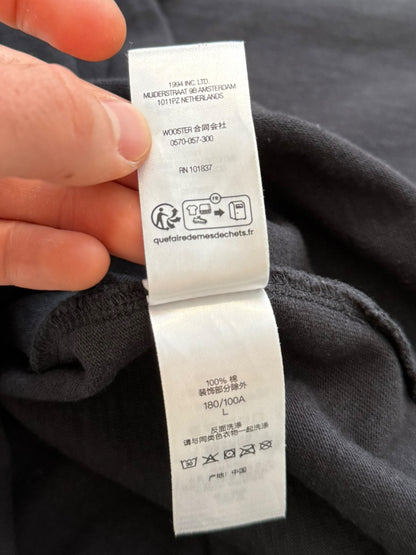 1994 INC. LTD.
MUIDERSTRAAT 9B AMSTERDAM
1011PZ NETHERLANDS
WOOSTER 合同会社
0570-057-300
RN 101837
FR
quefairedemesdechets.fr
100% 棉
装饰部分除外
180/100A
L
反面洗涤
请与同类色衣物一起洗涤
产地: 中国